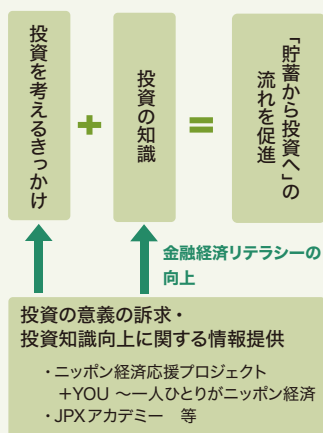 投資を考えるきっかけ
+
投資の知識
=
「貯蓄から投資へ」の
流れを促進
金融経済リテラシーの
向上
投資の意義の訴求・
投資知識向上に関する情報提供
・ニッポン経済応援プロジェクト
+YOU ～一人ひとりがニッポン経済
・JPXアカデミー　等